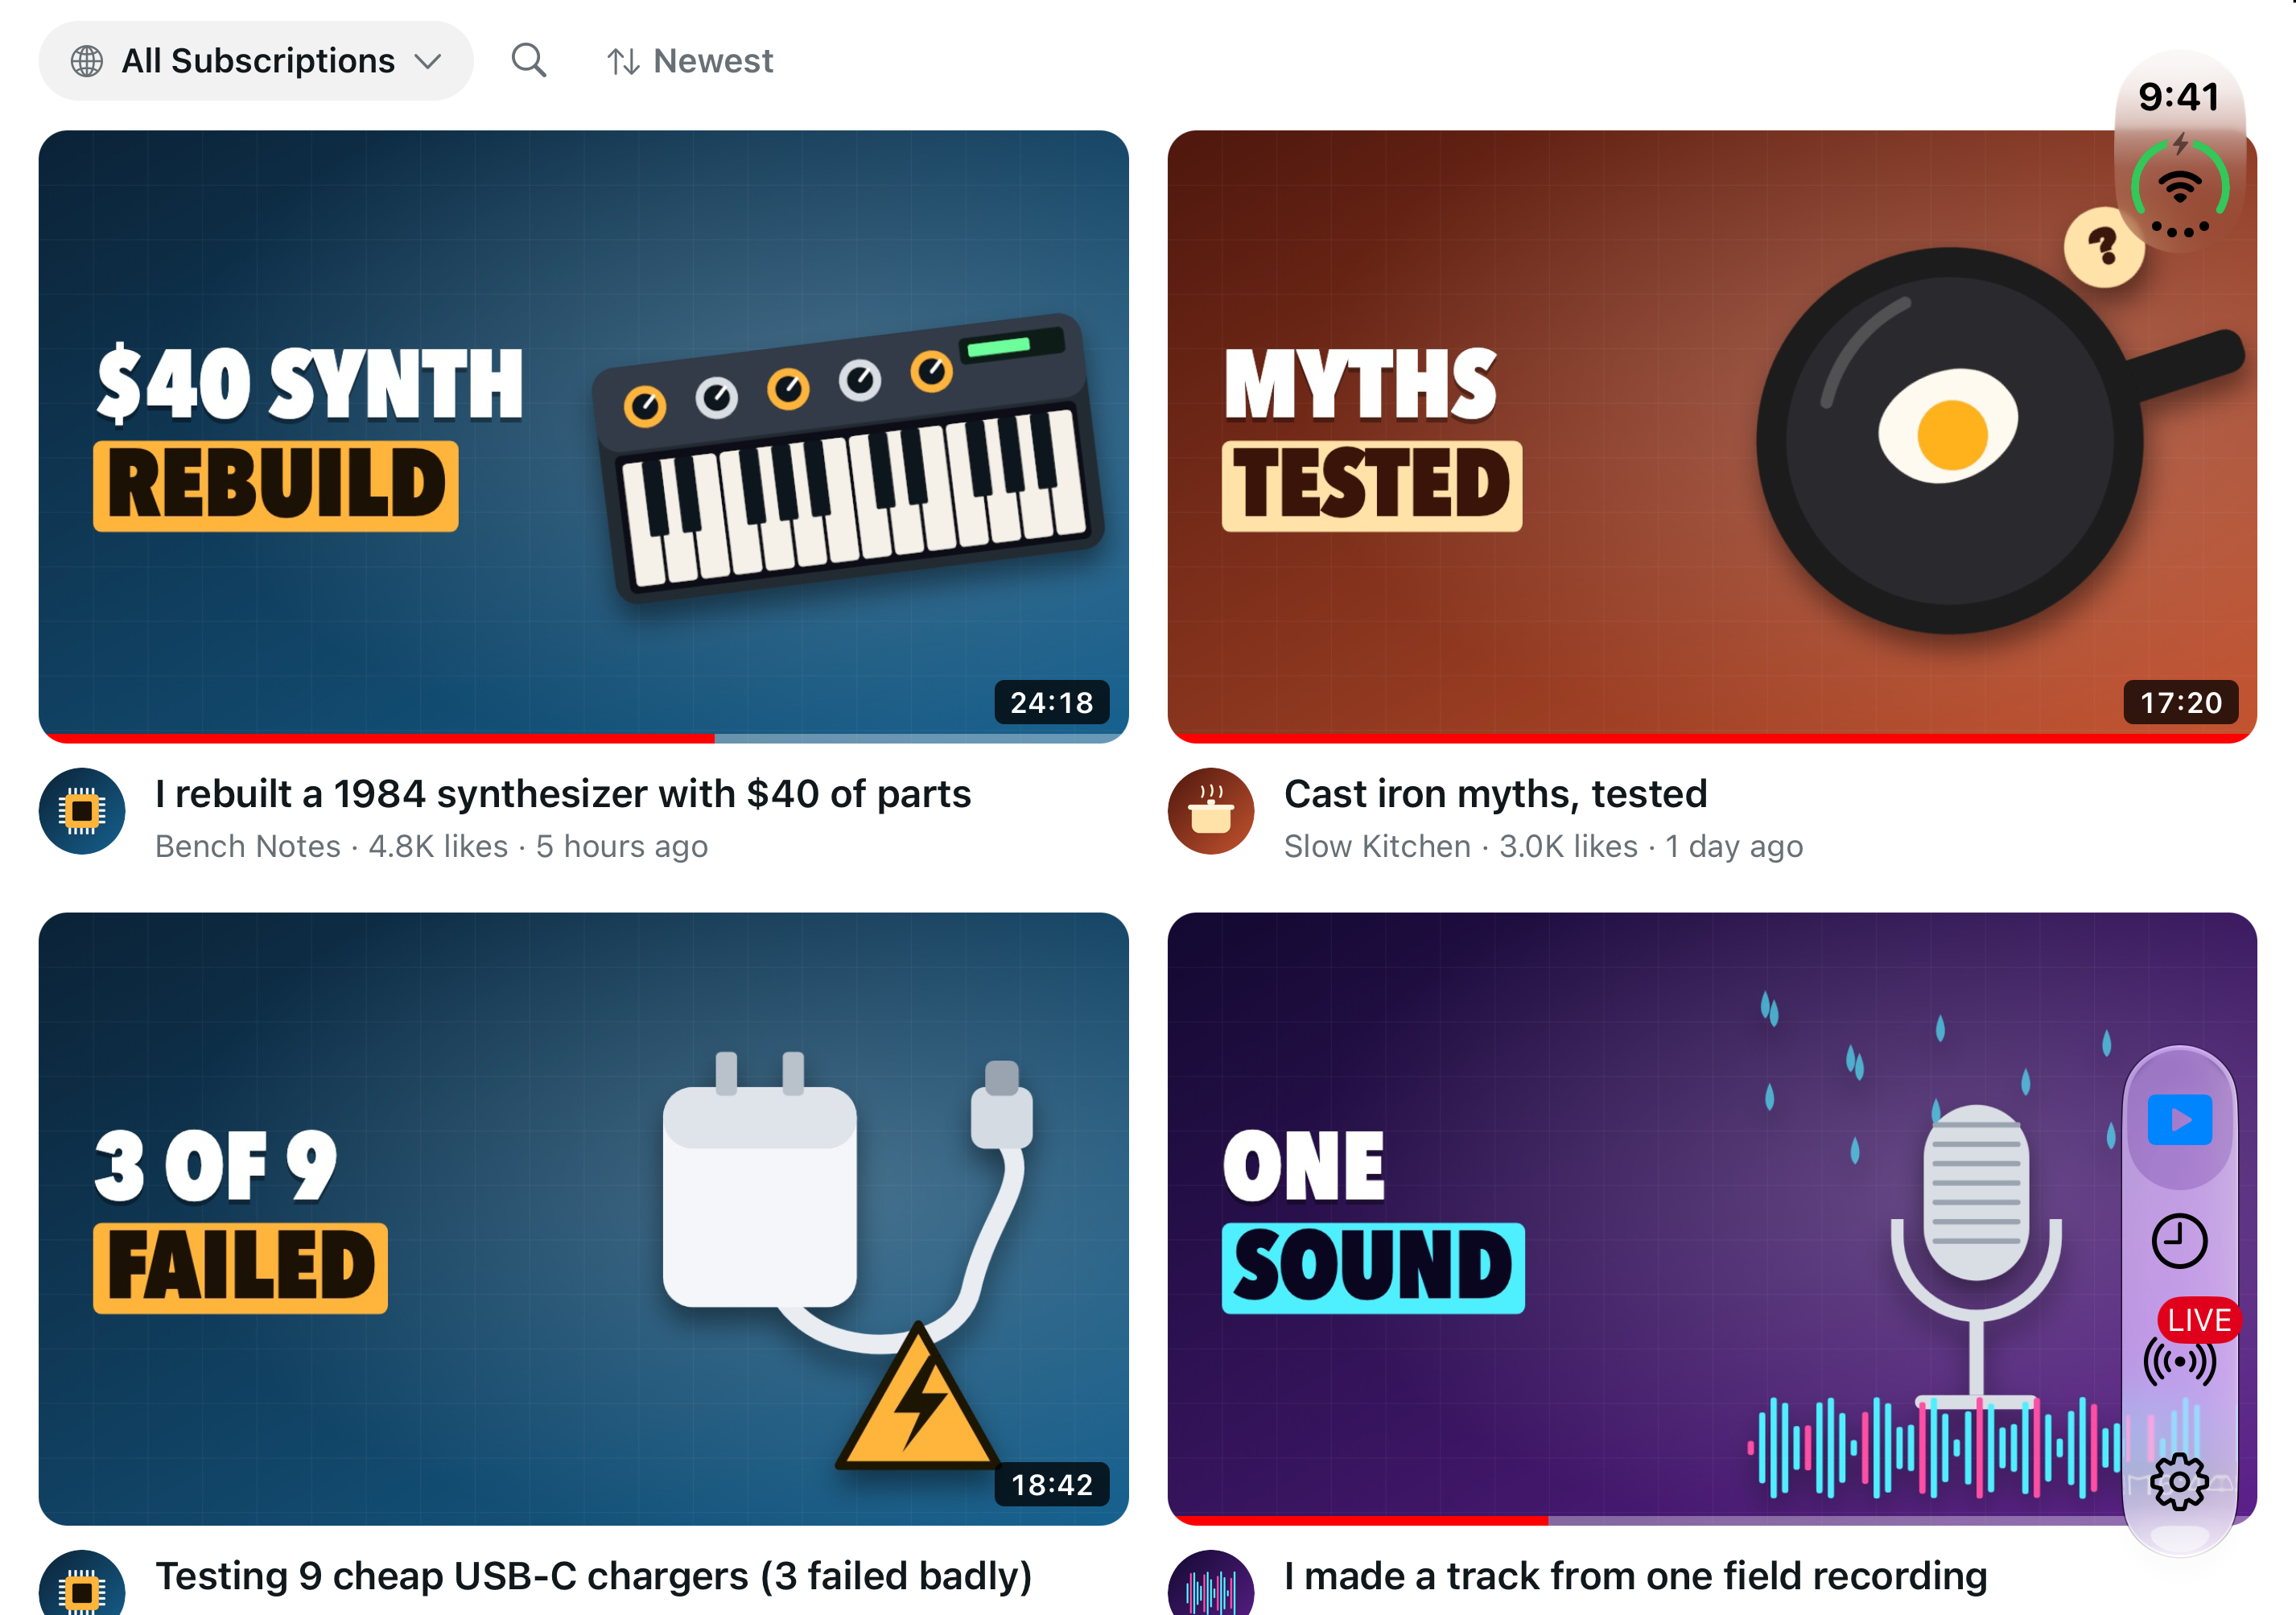 All Subscriptions
Newest
9:41
$40 SYNTH
REBUILD
24:18
MYTHS
TESTED
?
17:20
I rebuilt a 1984 synthesizer with $40 of parts
Bench Notes · 4.8K likes · 5 hours ago
Cast iron myths, tested
Slow Kitchen · 3.0K likes · 1 day ago
3 OF 9
FAILED
18:42
ONE
SOUND
LIVE
Testing 9 cheap USB-C chargers (3 failed badly)
I made a track from one field recording